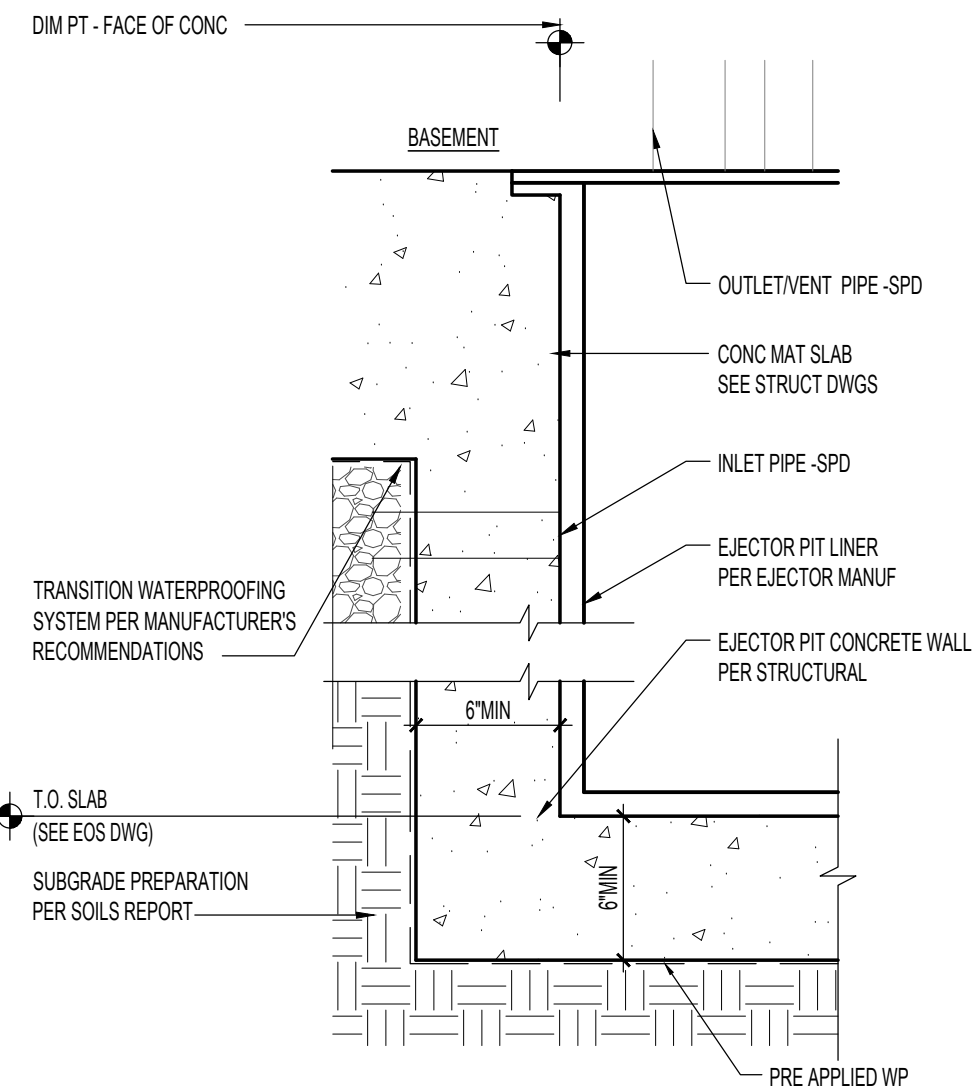 DIM PT - FACE OF CONC
BASEMENT
OUTLET/VENT PIPE -SPD
CONC MAT SLAB
SEE STRUCT DWGS
INLET PIPE -SPD
EJECTOR PIT LINER
PER EJECTOR MANUF
TRANSITION WATERPROOFING
SYSTEM PER MANUFACTURER'S
RECOMMENDATIONS
EJECTOR PIT CONCRETE WALL
PER STRUCTURAL
6"MIN
T.O. SLAB
(SEE EOS DWG)
6"MIN
SUBGRADE PREPARATION
PER SOILS REPORT
PRE APPLIED WP